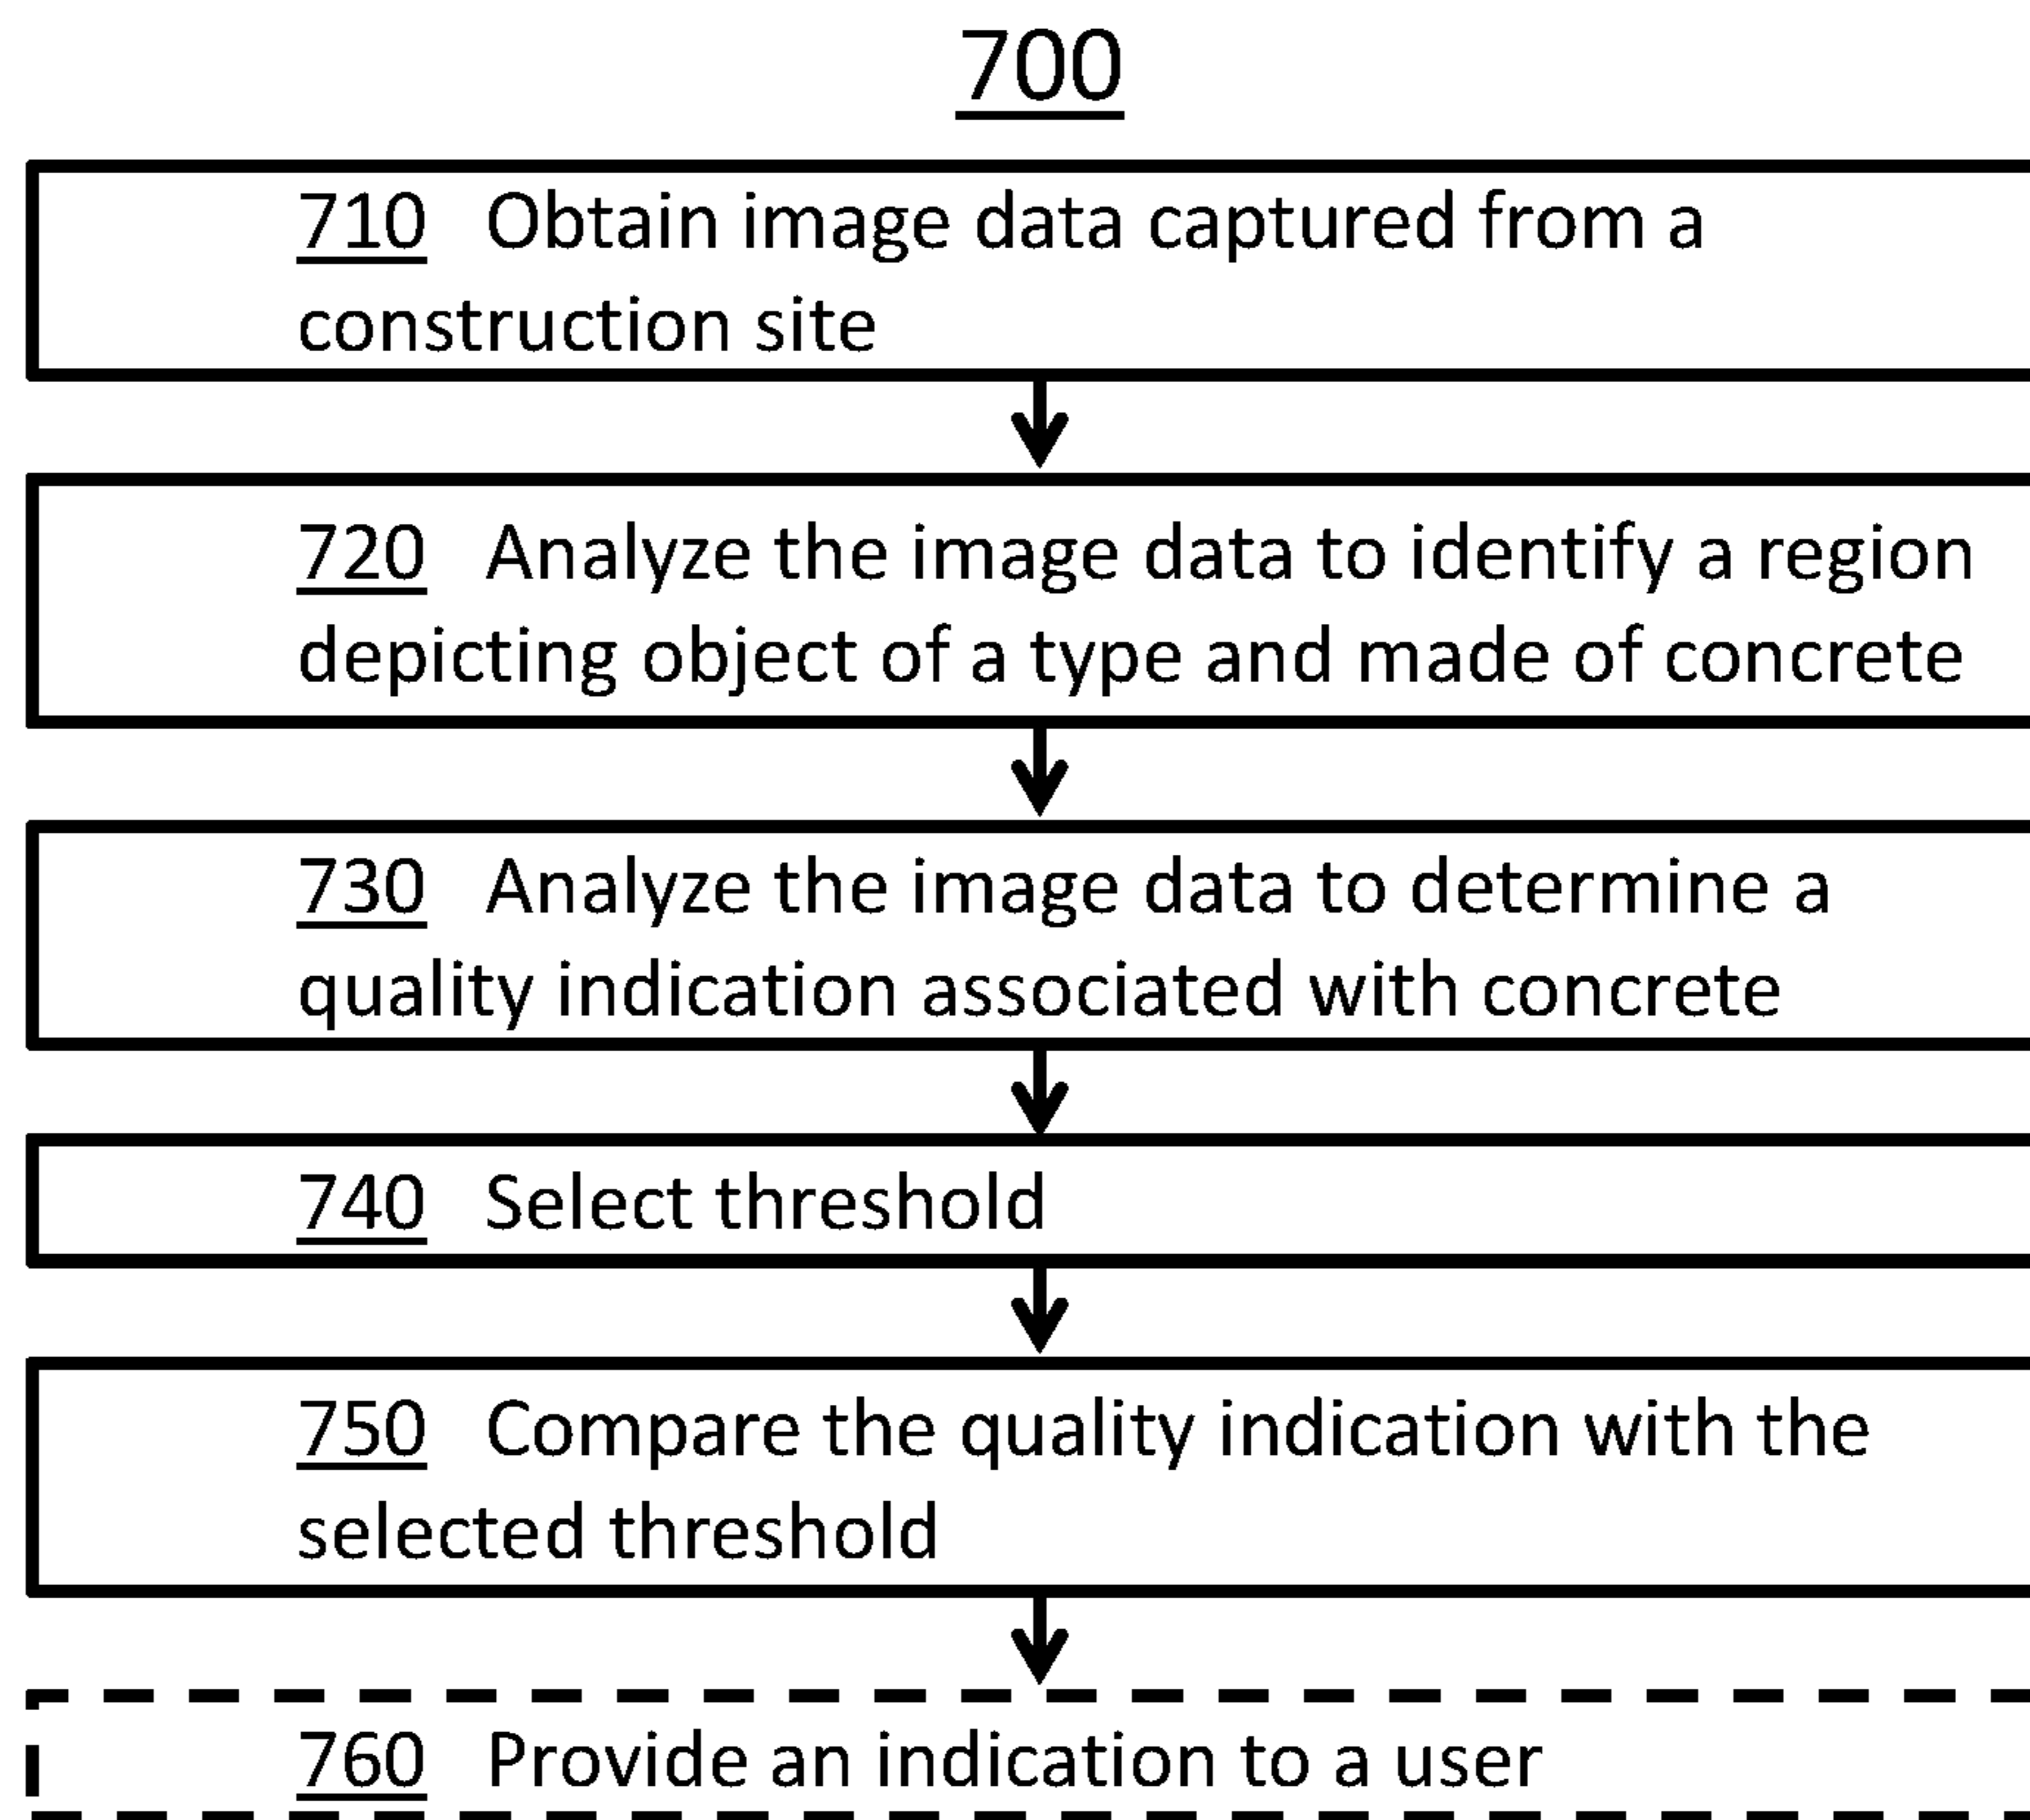 700
710 Obtain image data captured from a
construction site
720 Analyze the image data to identify a region
depicting object of a type and made of concrete
730 Analyze the image data to determine a
quality indication associated with concrete
740 Select threshold
750 Compare the quality indication with the
selected threshold
760 Provide an indication to a user